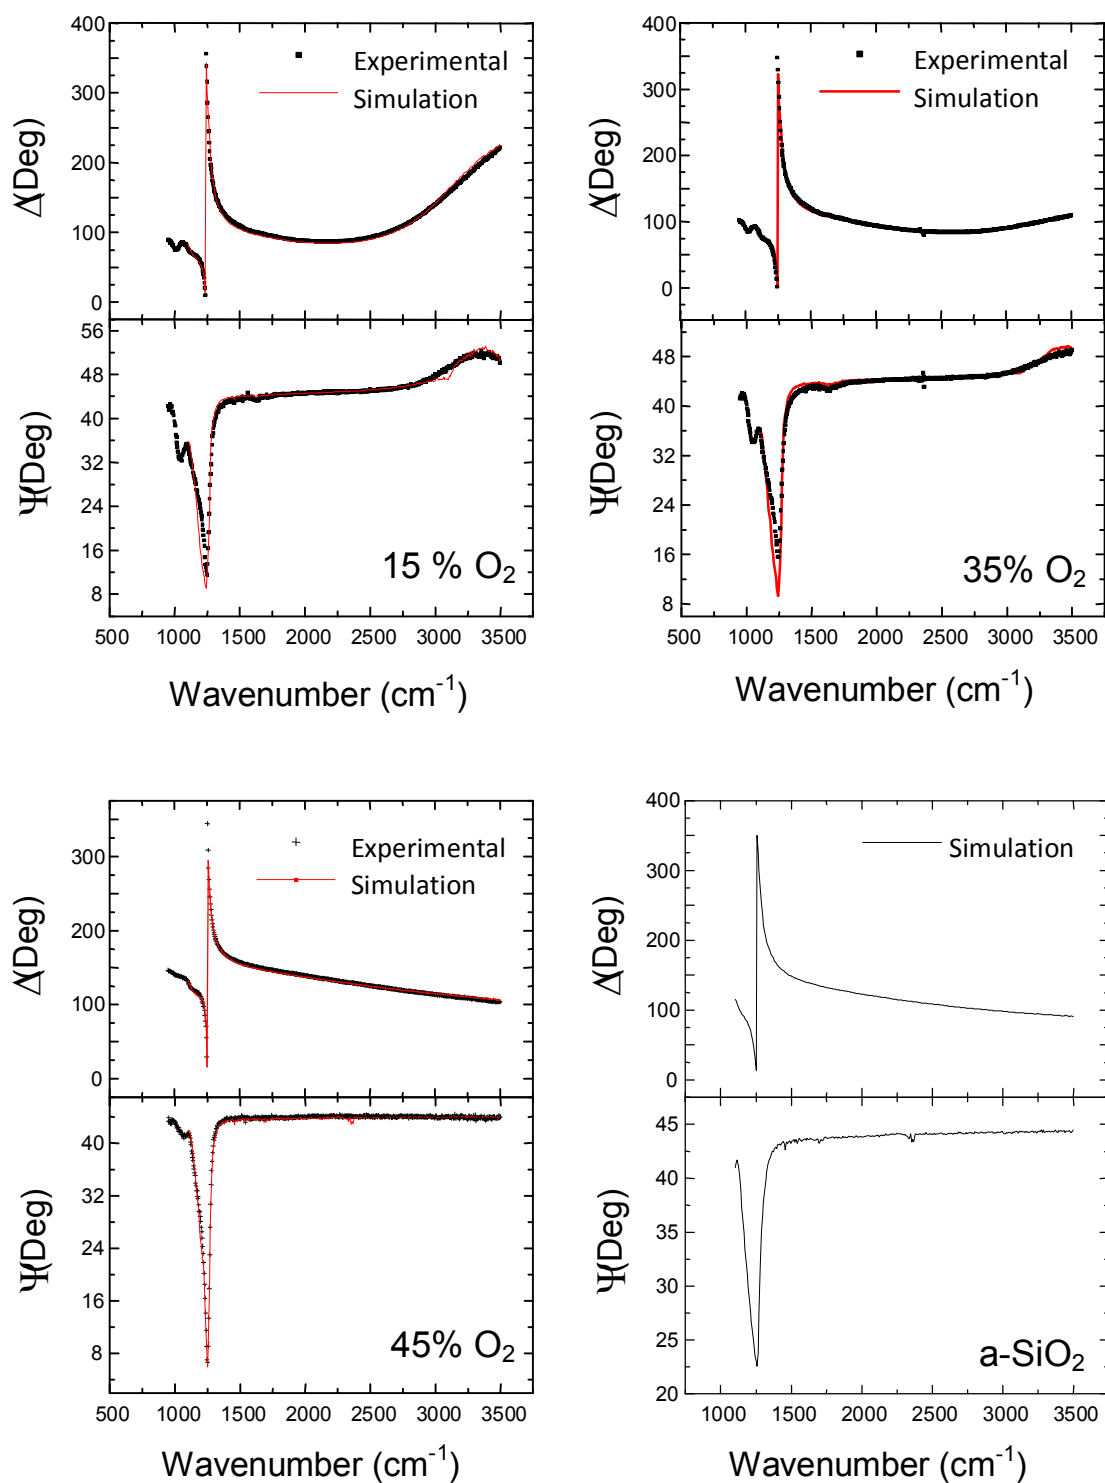 400
300
200
100
0
Δ(Deg)
Experimental
Simulation
56
48
40
32
24
16
8
Ψ(Deg)
15 % O₂
500 1000 1500 2000 2500 3000 3500
Wavenumber (cm⁻¹)
400
300
200
100
0
Δ(Deg)
Experimental
Simulation
48
40
32
24
16
8
Ψ(Deg)
35% O₂
500 1000 1500 2000 2500 3000 3500
Wavenumber (cm⁻¹)
300
200
100
0
Δ(Deg)
Experimental
Simulation
40
32
24
16
8
Ψ(Deg)
45% O₂
500 1000 1500 2000 2500 3000 3500
Wavenumber (cm⁻¹)
400
300
200
100
0
Δ(Deg)
Simulation
45
40
35
30
25
20
Ψ(Deg)
a-SiO₂
1000 1500 2000 2500 3000 3500
Wavenumber (cm⁻¹)